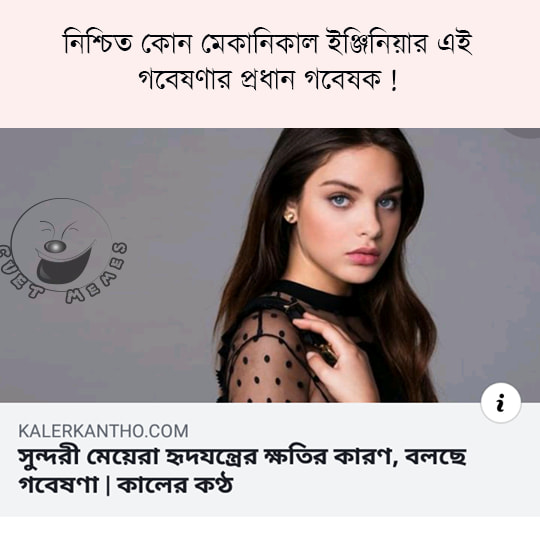 নিশ্চিত কোন মেকানিকাল ইঞ্জিনিয়ার এই
গবেষণার প্রধান গবেষক !
CUET MEMES
i
KALERKANTHO.COM
সুন্দরী মেয়েরা হৃদযন্ত্রের ক্ষতির কারণ, বলছে
গবেষণা | কালের কণ্ঠ